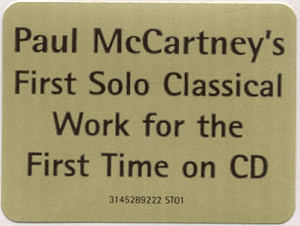 Paul McCartney's
First Solo Classical
Work for the
First Time on CD
3145289222 ST01